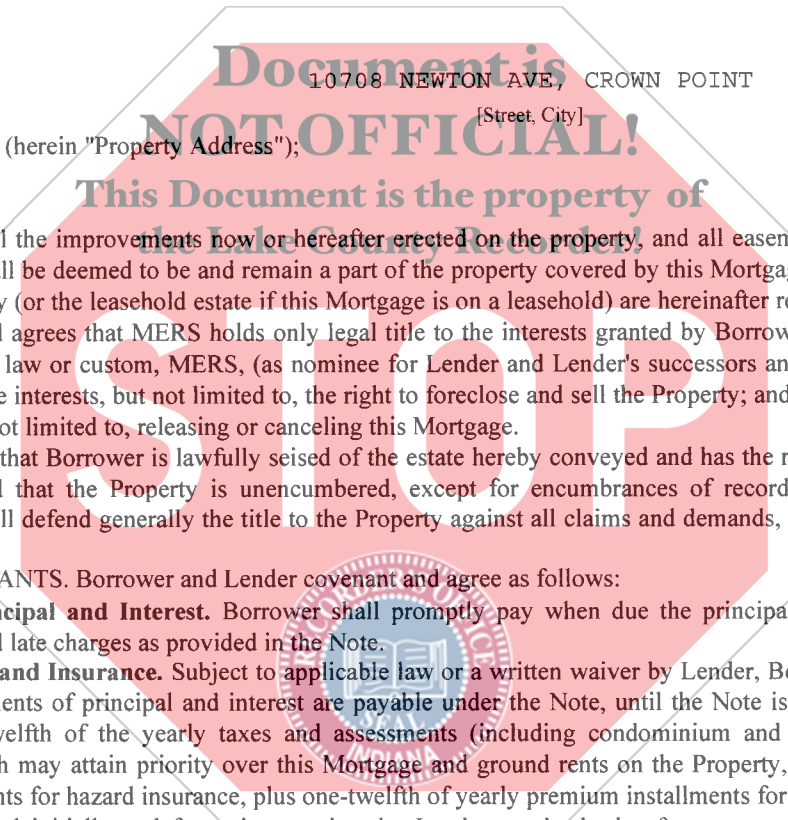 Document is
10708 NEWTON AVE, CROWN POINT
[Street, City]
NOT OFFICIAL!
(herein "Property Address");
This Document is the property of
the Lake County Recorder!
l the improvements now or hereafter erected on the property, and all easem
ll be deemed to be and remain a part of the property covered by this Mortga
y (or the leasehold estate if this Mortgage is on a leasehold) are hereinafter r
d agrees that MERS holds only legal title to the interests granted by Borrow
law or custom, MERS, (as nominee for Lender and Lender's successors an
e interests, but not limited to, the right to foreclose and sell the Property; and
ot limited to, releasing or canceling this Mortgage.
STOP
that Borrower is lawfully seised of the estate hereby conveyed and has the r
d that the Property is unencumbered, except for encumbrances of record
ll defend generally the title to the Property against all claims and demands,
ANTS. Borrower and Lender covenant and agree as follows:
ncipal and Interest. Borrower shall promptly pay when due the principal
d late charges as provided in the Note.
RECORDERS OFFICE
and Insurance. Subject to applicable law or a written waiver by Lender, Bo
ents of principal and interest are payable under the Note, until the Note is
SEAL
welfth of the yearly taxes and assessments (including condominium and
INDIANA
h may attain priority over this Mortgage and ground rents on the Property,
nts for hazard insurance, plus one-twelfth of yearly premium installments for